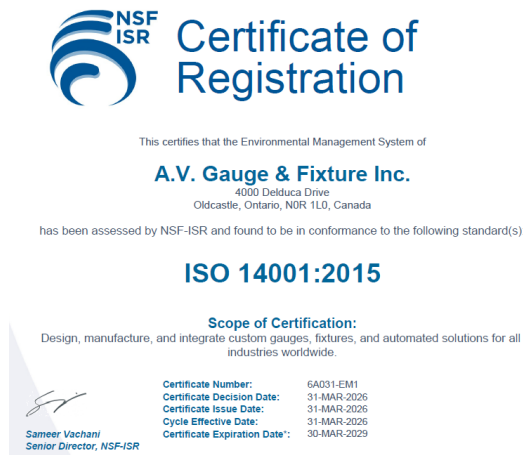 NSF
ISR
Certificate of
Registration
This certifies that the Environmental Management System of
A.V. Gauge & Fixture Inc.
4000 Delduca Drive
Oldcastle, Ontario, N0R 1L0, Canada
has been assessed by NSF-ISR and found to be in conformance to the following standard(s)
ISO 14001:2015
Scope of Certification:
Design, manufacture, and integrate custom gauges, fixtures, and automated solutions for all
industries worldwide.
Certificate Number: 6A031-EM1
Certificate Decision Date: 31-MAR-2026
Certificate Issue Date: 31-MAR-2026
Cycle Effective Date: 31-MAR-2026
Certificate Expiration Date*: 30-MAR-2029
Sameer Vachani
Senior Director, NSF-ISR